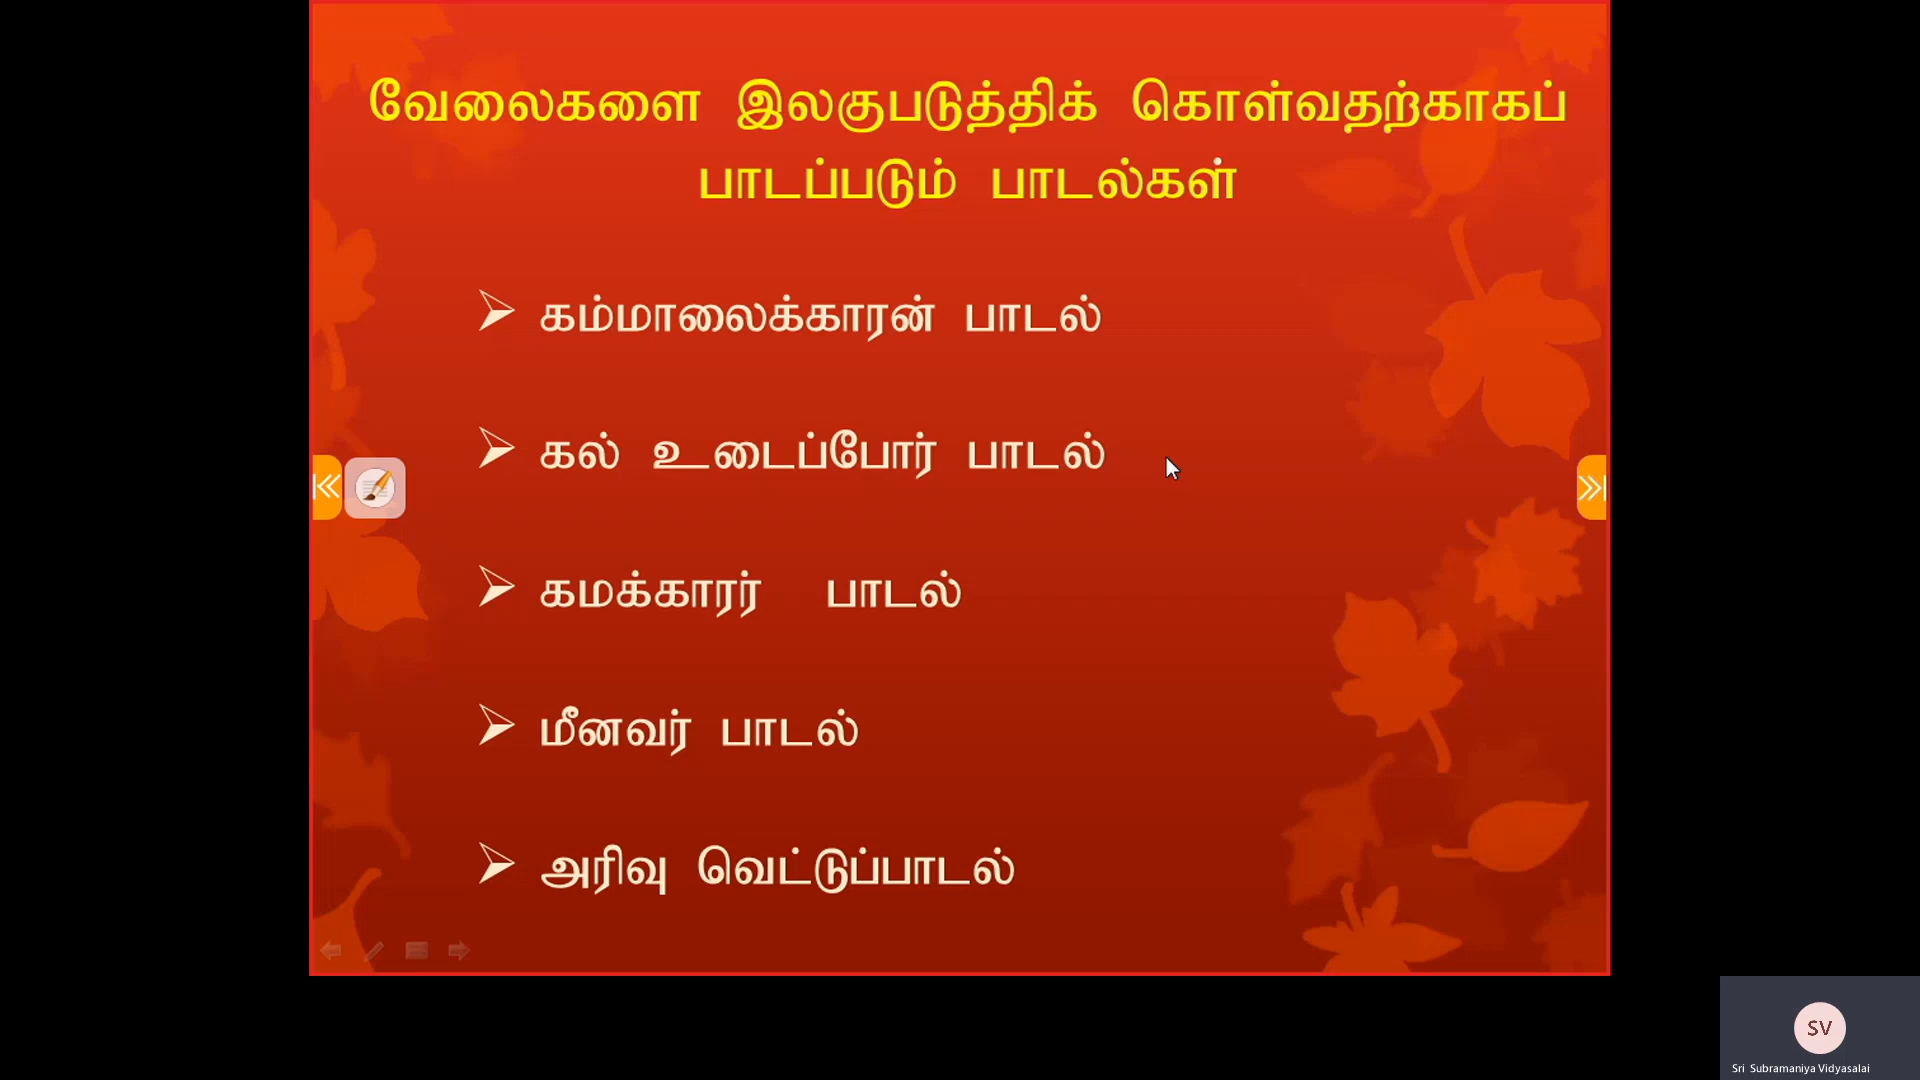 வேலைகளை இலகுபடுத்திக் கொள்வதற்காகப்
பாடப்படும் பாடல்கள்
கம்மாலைக்காரன் பாடல்
கல் உடைப்போர் பாடல்
கமக்காரர் பாடல்
மீனவர் பாடல்
அரிவு வெட்டுப்பாடல்
SV
Sri Subramaniya Vidyasalai